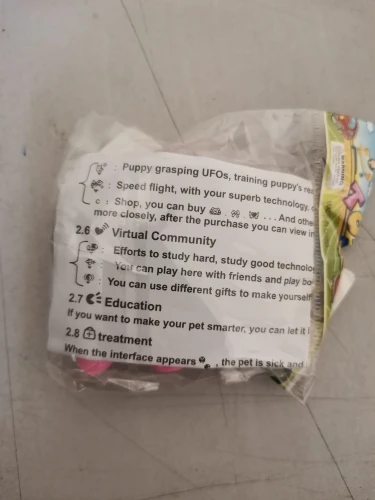 : Puppy grasping UFOs, training puppy's
: Speed flight, with your superb technology,
c : Shop, you can buy , , ... And othe
more closely, after the purchase you can view in
2.6 Virtual Community
: Efforts to study hard, study good technolo
: You can play here with friends and play bo
: You can use different gifts to make yourself
2.7 Education
If you want to make your pet smarter, you can let it
2.8 treatment
When the interface appears , the pet is sick and